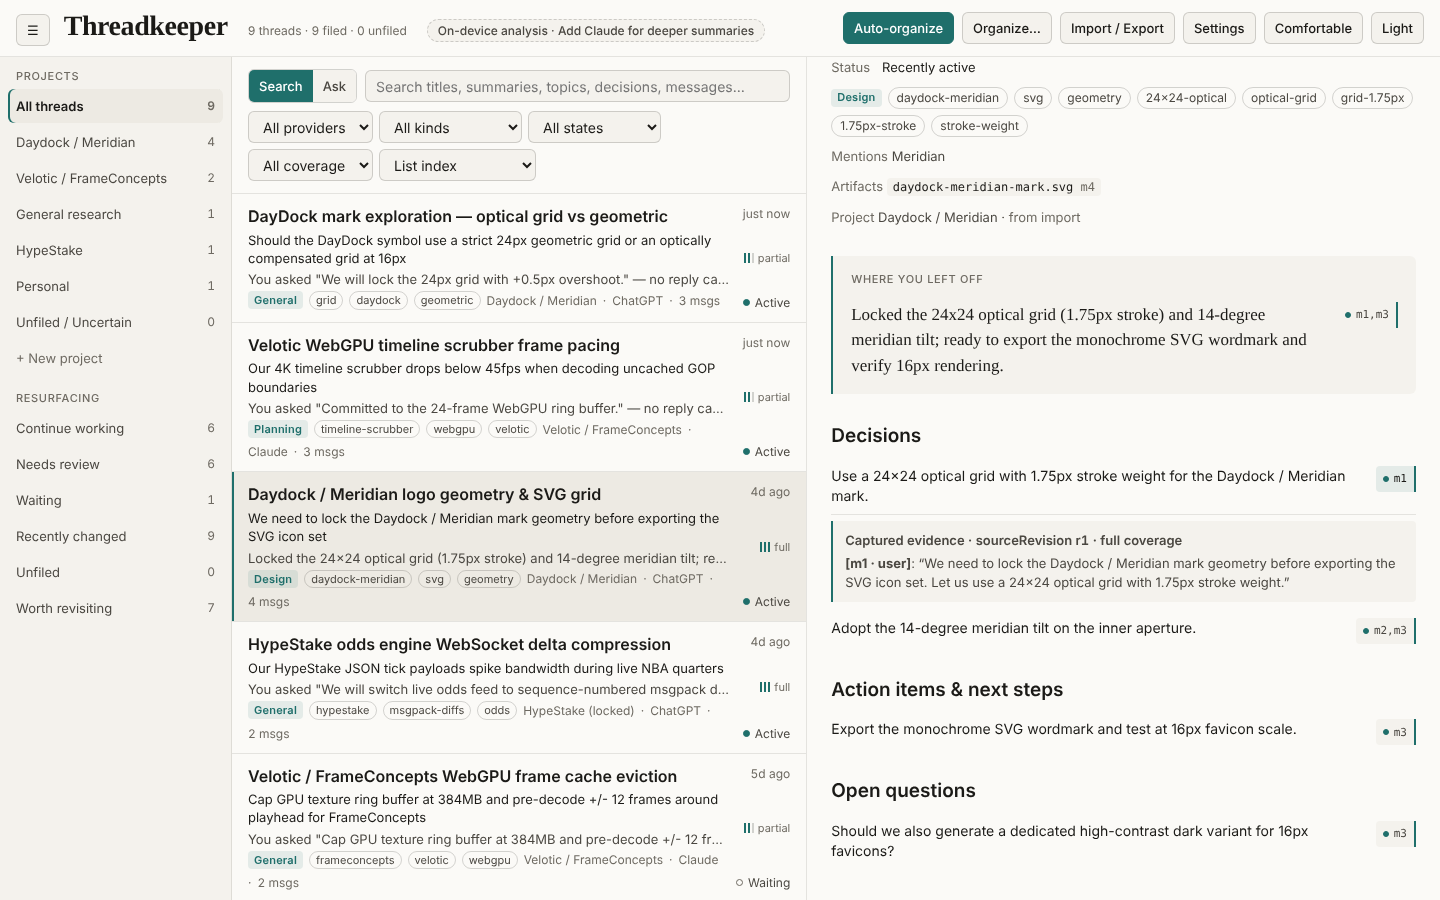 ☰ Threadkeeper 9 threads · 9 filed · 0 unfiled On-device analysis · Add Claude for deeper summaries Auto-organize Organize... Import / Export Settings Comfortable Light
PROJECTS
All threads 9
Daydock / Meridian 4
Velotic / FrameConcepts 2
General research 1
HypeStake 1
Personal 1
Unfiled / Uncertain 0
+ New project
RESURFACING
Continue working 6
Needs review 6
Waiting 1
Recently changed 9
Unfiled 0
Worth revisiting 7
Search Ask Search titles, summaries, topics, decisions, messages...
All providers All kinds All states
All coverage List index
DayDock mark exploration — optical grid vs geometric just now
Should the DayDock symbol use a strict 24px geometric grid or an optically
compensated grid at 16px partial
You asked "We will lock the 24px grid with +0.5px overshoot." — no reply ca...
General grid daydock geometric Daydock / Meridian · ChatGPT · 3 msgs Active
Velotic WebGPU timeline scrubber frame pacing just now
Our 4K timeline scrubber drops below 45fps when decoding uncached GOP
boundaries partial
You asked "Committed to the 24-frame WebGPU ring buffer." — no reply ca...
Planning timeline-scrubber webgpu velotic Velotic / FrameConcepts ·
Claude · 3 msgs Active
Daydock / Meridian logo geometry & SVG grid 4d ago
We need to lock the Daydock / Meridian mark geometry before exporting the
SVG icon set full
Locked the 24×24 optical grid (1.75px stroke) and 14-degree meridian tilt; re...
Design daydock-meridian svg geometry Daydock / Meridian · ChatGPT ·
4 msgs Active
HypeStake odds engine WebSocket delta compression 4d ago
Our HypeStake JSON tick payloads spike bandwidth during live NBA quarters
You asked "We will switch live odds feed to sequence-numbered msgpack d... full
General hypestake msgpack-diffs odds HypeStake (locked) · ChatGPT ·
2 msgs Active
Velotic / FrameConcepts WebGPU frame cache eviction 5d ago
Cap GPU texture ring buffer at 384MB and pre-decode +/- 12 frames around
playhead for FrameConcepts partial
You asked "Cap GPU texture ring buffer at 384MB and pre-decode +/- 12 fr...
General frameconcepts velotic webgpu Velotic / FrameConcepts · Claude
· 2 msgs Waiting
Status Recently active
Design daydock-meridian svg geometry 24×24-optical optical-grid grid-1.75px
1.75px-stroke stroke-weight
Mentions Meridian
Artifacts daydock-meridian-mark.svg m4
Project Daydock / Meridian · from import
WHERE YOU LEFT OFF
Locked the 24x24 optical grid (1.75px stroke) and 14-degree m1,m3
meridian tilt; ready to export the monochrome SVG wordmark and
verify 16px rendering.
Decisions
Use a 24×24 optical grid with 1.75px stroke weight for the Daydock / Meridian m1
mark.
Captured evidence · sourceRevision r1 · full coverage
[m1 · user]: “We need to lock the Daydock / Meridian mark geometry before exporting the
SVG icon set. Let us use a 24×24 optical grid with 1.75px stroke weight.”
Adopt the 14-degree meridian tilt on the inner aperture. m2,m3
Action items & next steps
Export the monochrome SVG wordmark and test at 16px favicon scale. m3
Open questions
Should we also generate a dedicated high-contrast dark variant for 16px m3
favicons?